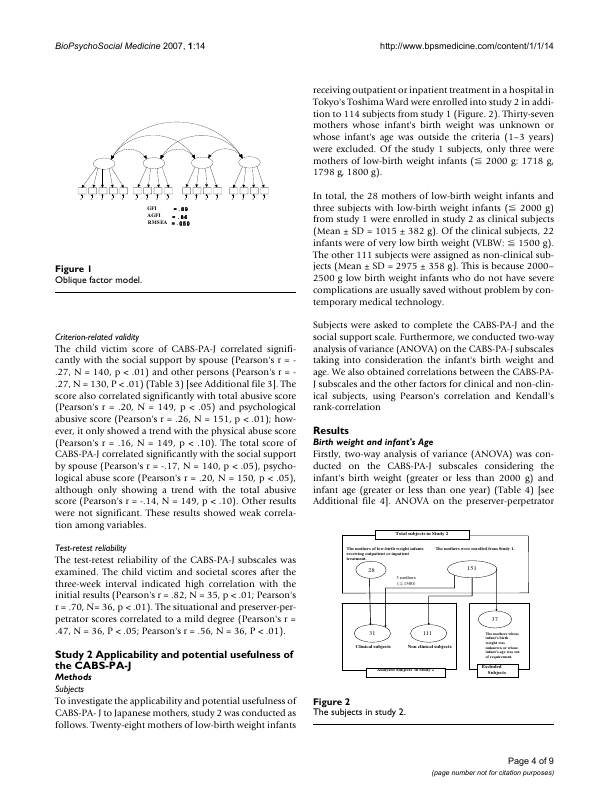 BioPsychoSocial Medicine 2007, 1:14
http://www.bpsmedicine.com/content/1/1/14
GFI = .89
AGFI = .86
RMSEA = .050
Figure 1
Oblique factor model.
Criterion-related validity
The child victim score of CABS-PA-J correlated signifi-
cantly with the social support by spouse (Pearson's r = -
.27, N = 140, p < .01) and other persons (Pearson's r = -
.27, N = 130, P < .01) (Table 3) [see Additional file 3]. The
score also correlated significantly with total abusive score
(Pearson's r = .20, N = 149, p < .05) and psychological
abusive score (Pearson's r = .26, N = 151, p < .01); how-
ever, it only showed a trend with the physical abuse score
(Pearson's r = .16, N = 149, p < .10). The total score of
CABS-PA-J correlated significantly with the social support
by spouse (Pearson's r = -.17, N = 140, p < .05), psycho-
logical abuse score (Pearson's r = .20, N = 150, p < .05),
although only showing a trend with the total abusive
score (Pearson's r = -.14, N = 149, p < .10). Other results
were not significant. These results showed weak correla-
tion among variables.
Test-retest reliability
The test-retest reliability of the CABS-PA-J subscales was
examined. The child victim and societal scores after the
three-week interval indicated high correlation with the
initial results (Pearson's r = .82, N = 35, p < .01; Pearson's
r = .70, N= 36, p < .01). The situational and preserver-per-
petrator scores correlated to a mild degree (Pearson's r =
.47, N = 36, P < .05; Pearson's r = .56, N = 36, P < .01).
Study 2 Applicability and potential usefulness of
the CABS-PA-J
Methods
Subjects
To investigate the applicability and potential usefulness of
CABS-PA- J to Japanese mothers, study 2 was conducted as
follows. Twenty-eight mothers of low-birth weight infants
receiving outpatient or inpatient treatment in a hospital in
Tokyo's Toshima Ward were enrolled into study 2 in addi-
tion to 114 subjects from study 1 (Figure. 2). Thirty-seven
mothers whose infant's birth weight was unknown or
whose infant's age was outside the criteria (1–3 years)
were excluded. Of the study 1 subjects, only three were
mothers of low-birth weight infants (≦ 2000 g: 1718 g,
1798 g, 1800 g).
In total, the 28 mothers of low-birth weight infants and
three subjects with low-birth weight infants (≦ 2000 g)
from study 1 were enrolled in study 2 as clinical subjects
(Mean ± SD = 1015 ± 382 g). Of the clinical subjects, 22
infants were of very low birth weight (VLBW: ≦ 1500 g).
The other 111 subjects were assigned as non-clinical sub-
jects (Mean ± SD = 2975 ± 358 g). This is because 2000–
2500 g low birth weight infants who do not have severe
complications are usually saved without problem by con-
temporary medical technology.
Subjects were asked to complete the CABS-PA-J and the
social support scale. Furthermore, we conducted two-way
analysis of variance (ANOVA) on the CABS-PA-J subscales
taking into consideration the infant's birth weight and
age. We also obtained correlations between the CABS-PA-
J subscales and the other factors for clinical and non-clin-
ical subjects, using Pearson's correlation and Kendall's
rank-correlation
Results
Birth weight and infant's Age
Firstly, two-way analysis of variance (ANOVA) was con-
ducted on the CABS-PA-J subscales considering the
infant's birth weight (greater or less than 2000 g) and
infant age (greater or less than one year) (Table 4) [see
Additional file 4]. ANOVA on the preserver-perpetrator
Total subjects in Study 2
The mothers of low-birth weight infants
receiving outpatient or inpatient
treatment
The mothers were enrolled from Study 1.
28
151
3 mothers
31
111
37
Clinical subjects
Non clinical subjects
The mothers whose
infant's birth
weight was
unknown or whose
infant's age was out
of requirement
Analyzed Subjects in Study 2
Excluded
Subjects
Figure 2
The subjects in study 2.
Page 4 of 9
(page number not for citation purposes)